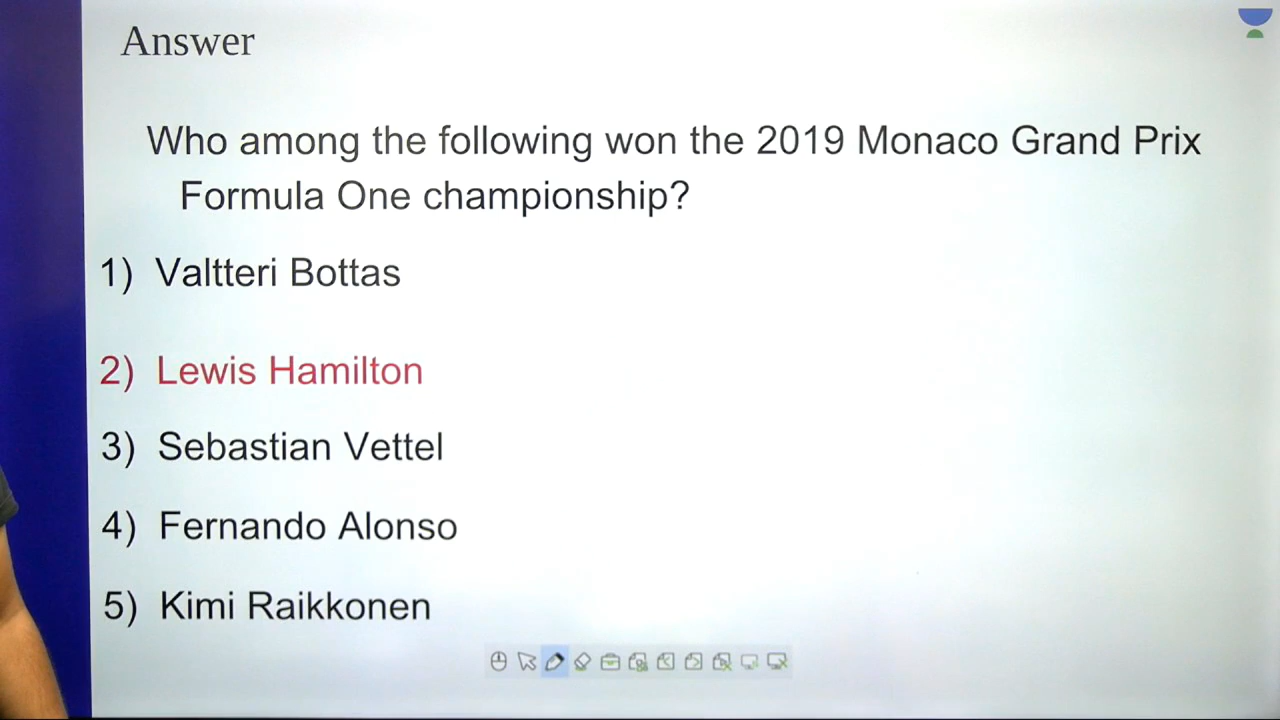 Answer
Who among the following won the 2019 Monaco Grand Prix
Formula One championship?
1) Valtteri Bottas
2) Lewis Hamilton
3) Sebastian Vettel
4) Fernando Alonso
5) Kimi Raikkonen